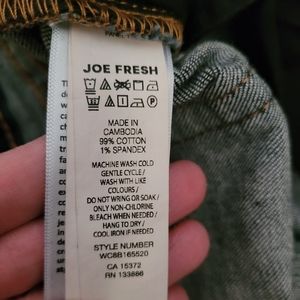 JOE FRESH
MADE IN
CAMBODIA
99% COTTON
1% SPANDEX
MACHINE WASH COLD
GENTLE CYCLE /
WASH WITH LIKE
COLOURS /
DO NOT WRING OR SOAK /
ONLY NON-CHLORINE
BLEACH WHEN NEEDED /
HANG TO DRY /
COOL IRON IF NEEDED
STYLE NUMBER
WC8B165520
CA 15372
RN 133886